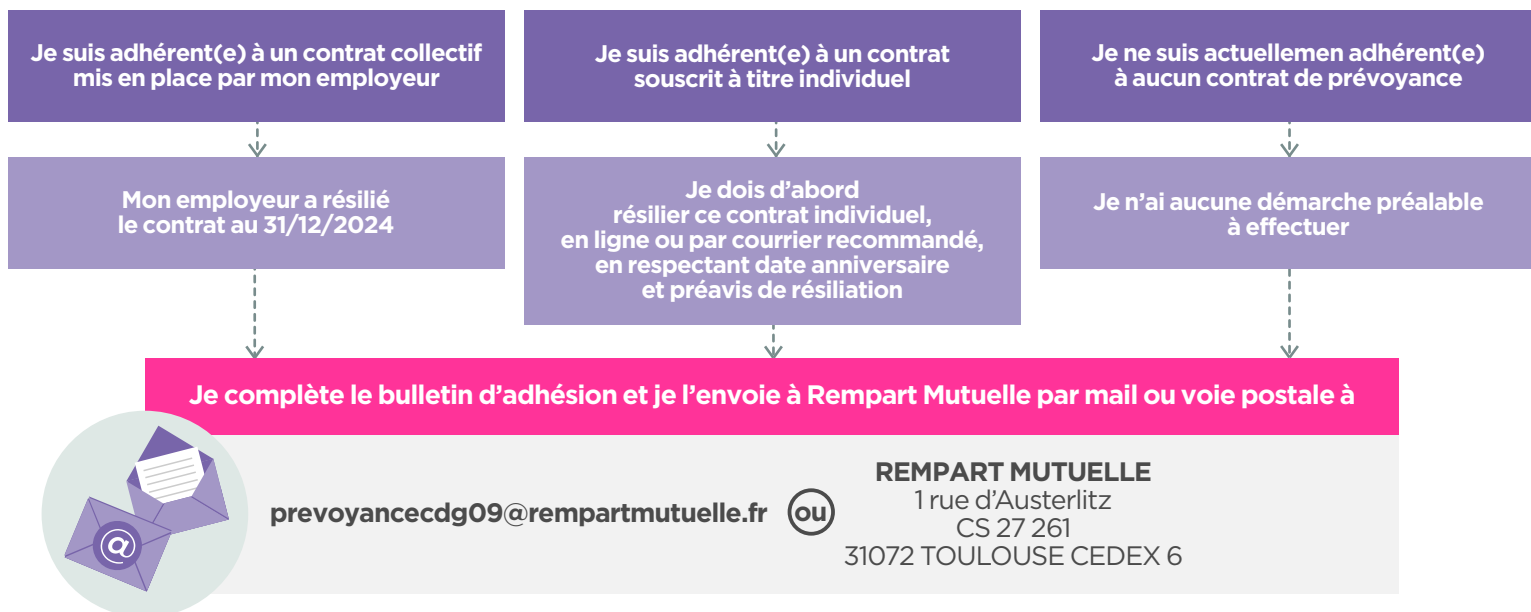 Je suis adhérent(e) à un contrat collectif
mis en place par mon employeur
Je suis adhérent(e) à un contrat
souscrit à titre individuel
Je ne suis actuellemen adhérent(e)
à aucun contrat de prévoyance
Mon employeur a résilié
le contrat au 31/12/2024
Je dois d’abord
résilier ce contrat individuel,
en ligne ou par courrier recommandé,
en respectant date anniversaire
et préavis de résiliation
Je n’ai aucune démarche préalable
à effectuer
Je complète le bulletin d’adhésion et je l’envoie à Rempart Mutuelle par mail ou voie postale à
@
prevoyancecdg09@rempartmutuelle.fr
ou
REMPART MUTUELLE
1 rue d’Austerlitz
CS 27 261
31072 TOULOUSE CEDEX 6